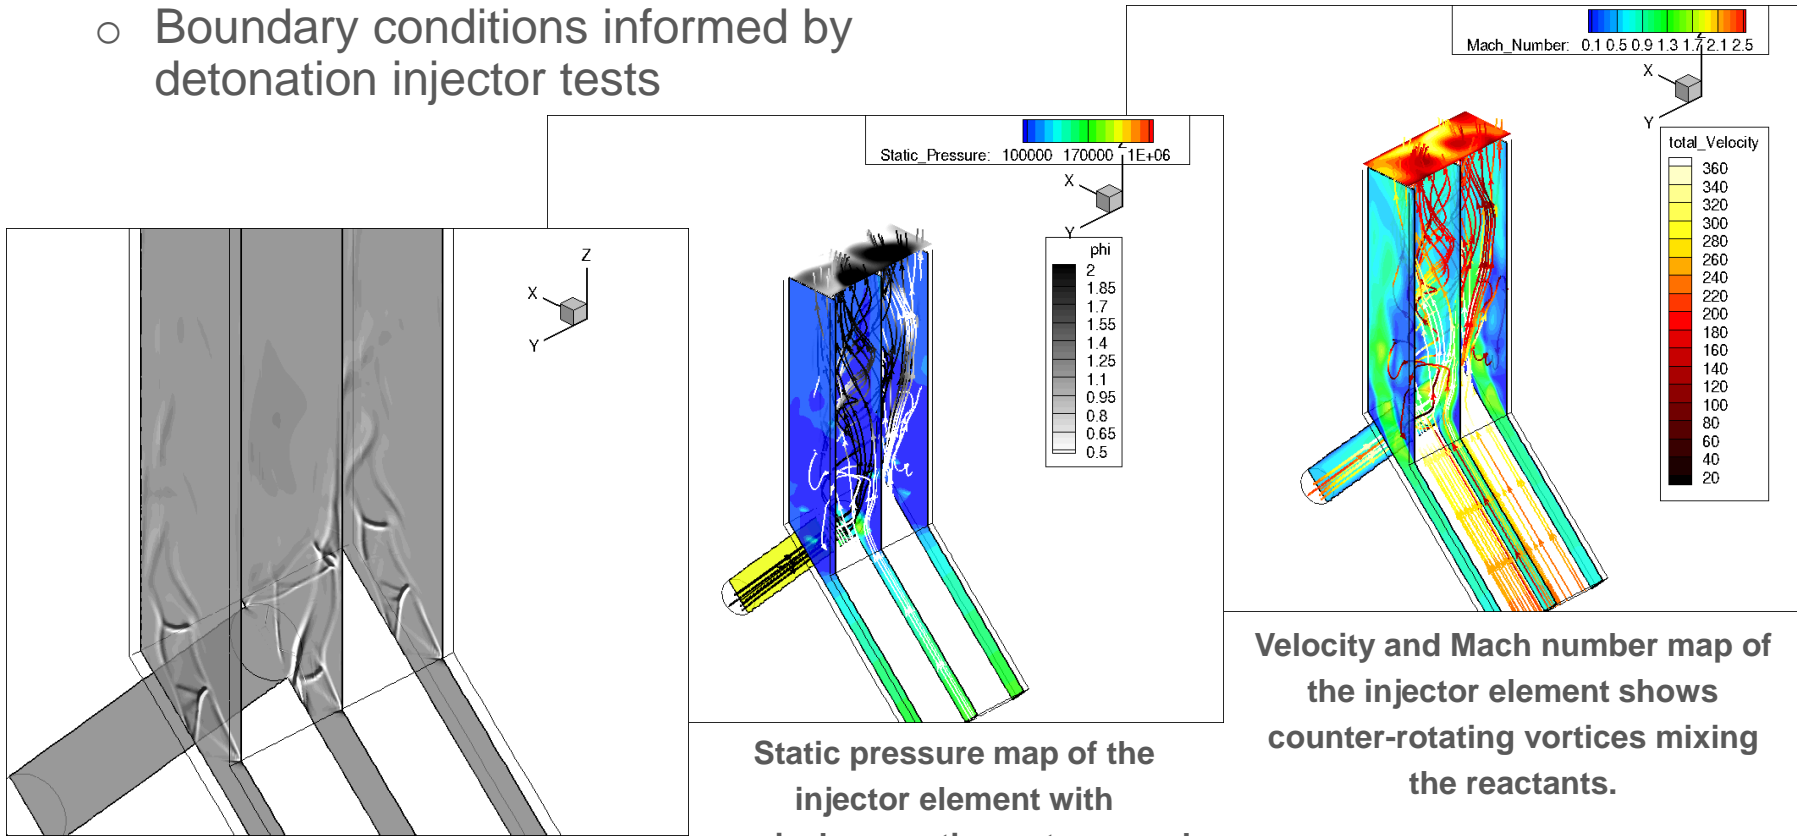 ○ Boundary conditions informed by
detonation injector tests
Z
X
Y
Static_Pressure: 100000 170000 1E+06
Z
X
Y
phi
2
1.85
1.7
1.55
1.4
1.25
1.1
0.95
0.8
0.65
0.5
Static pressure map of the
injector element with
Mach_Number: 0.1 0.5 0.9 1.3 1.7 2.1 2.5
Z
X
Y
total_Velocity
360
340
320
300
280
260
240
220
200
180
160
140
120
100
80
60
40
20
Velocity and Mach number map of
the injector element shows
counter-rotating vortices mixing
the reactants.